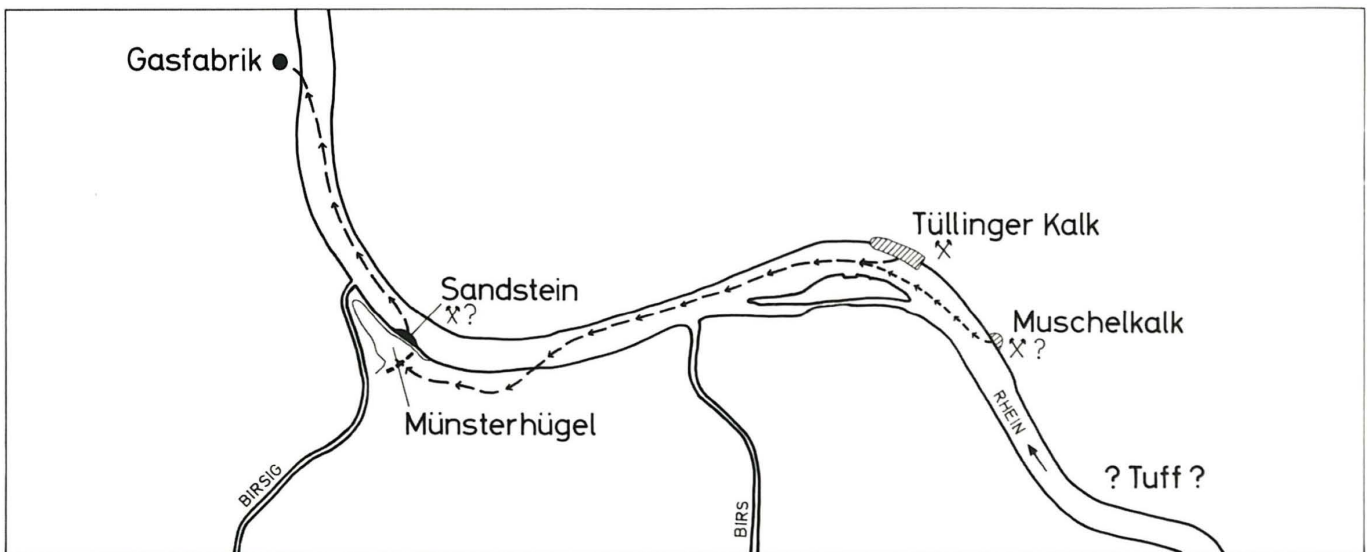 Gasfabrik
Tüllinger Kalk
Sandstein
?
Muschelkalk
?
Münsterhügel
RHEIN
BIRSIG
BIRS
? Tuff ?